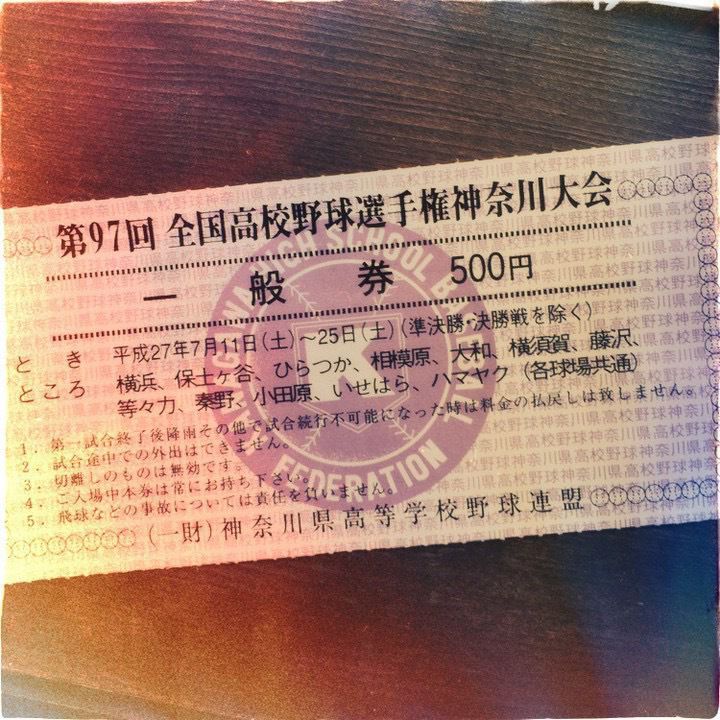 第97回 全国高校野球選手権神奈川大会
一般券 500円
とき 平成27年7月11日(土)〜25日(土)(準決勝・決勝戦を除く)
ところ 横浜、保土ヶ谷、ひらつか、相模原、大和、横須賀、藤沢、
等々力、秦野、小田原、いせはら、ハマヤク(各球場共通)
1. 第一試合終了後降雨その他で試合続行不可能になった時は料金の払戻しは致しません。
2. 試合途中での外出はできません。
3. 切離しのものは無効です。
4. ご入場中本券は常にお持ち下さい。
5. 飛球などの事故については責任を負いません。
(一財)神奈川県高等学校野球連盟
KANAGAWA HIGH SCHOOL BASEBALL
FEDERATION